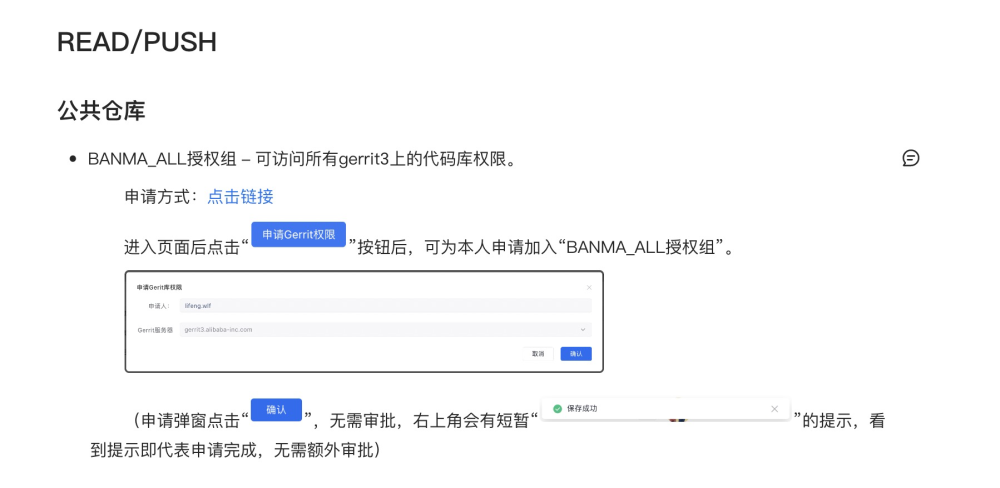 READ/PUSH
公共仓库
BANMA_ALL授权组 – 可访问所有gerrit3上的代码库权限。
申请方式：点击链接
进入页面后点击“申请Gerrit权限”按钮后，可为本人申请加入“BANMA_ALL授权组”。
申请Gerrit库权限
申请人： lifeng.wlf
Gerrit服务器 gerrit3.alibaba-inc.com
取消 确认
（申请弹窗点击“确认”，无需审批，右上角会有短暂“保存成功”的提示，看
到提示即代表申请完成，无需额外审批）